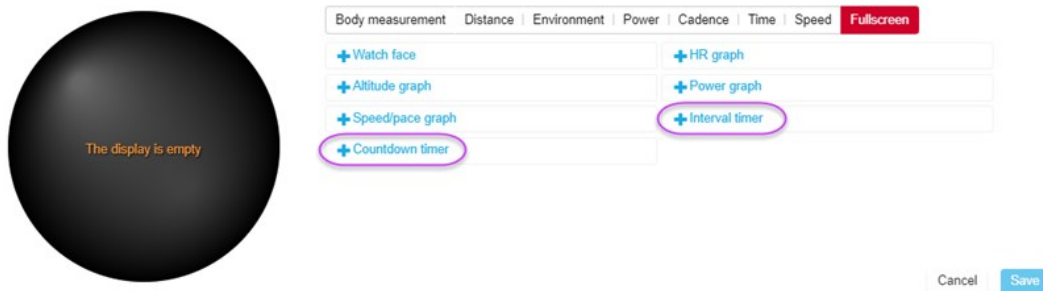 Body measurement Distance Environment Power Cadence Time Speed Fullscreen
Watch face HR graph
Altitude graph Power graph
Speed/pace graph Interval timer
The display is empty Countdown timer
Cancel Save